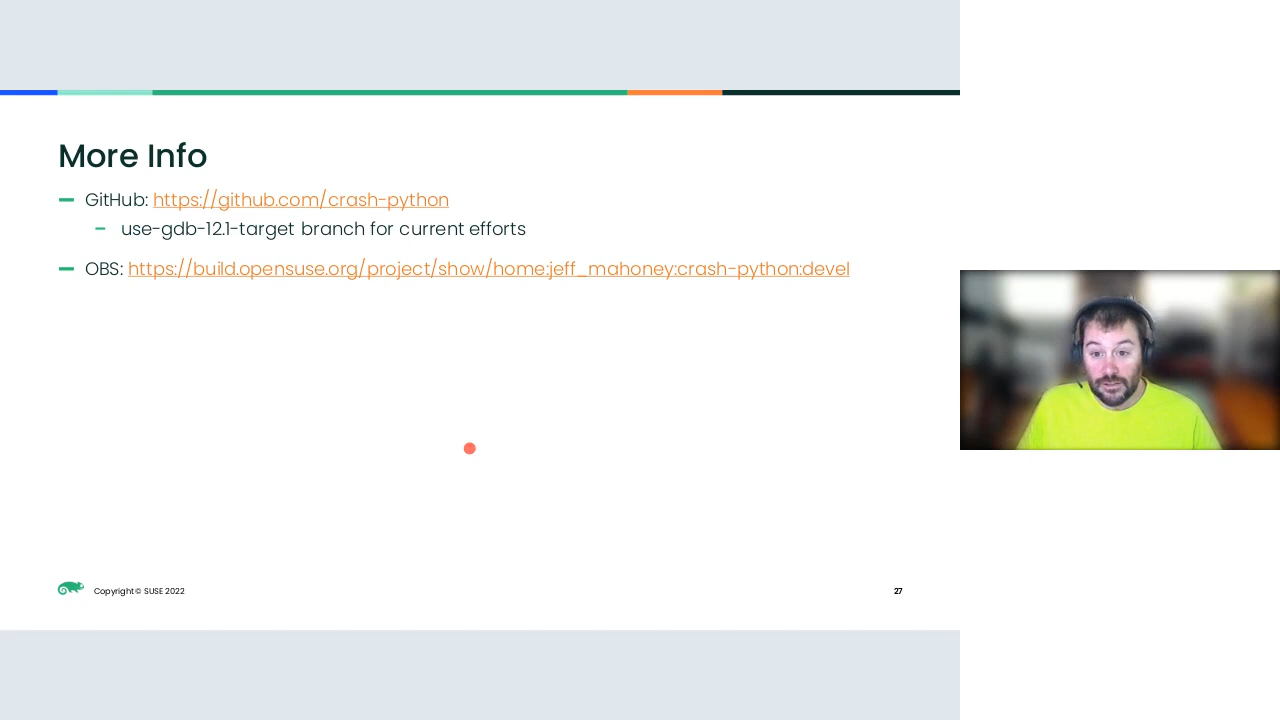 More Info
GitHub: https://github.com/crash-python
use-gdb-12.1-target branch for current efforts
OBS: https://build.opensuse.org/project/show/home:jeff_mahoney:crash-python:devel
Copyright © SUSE 2022
27